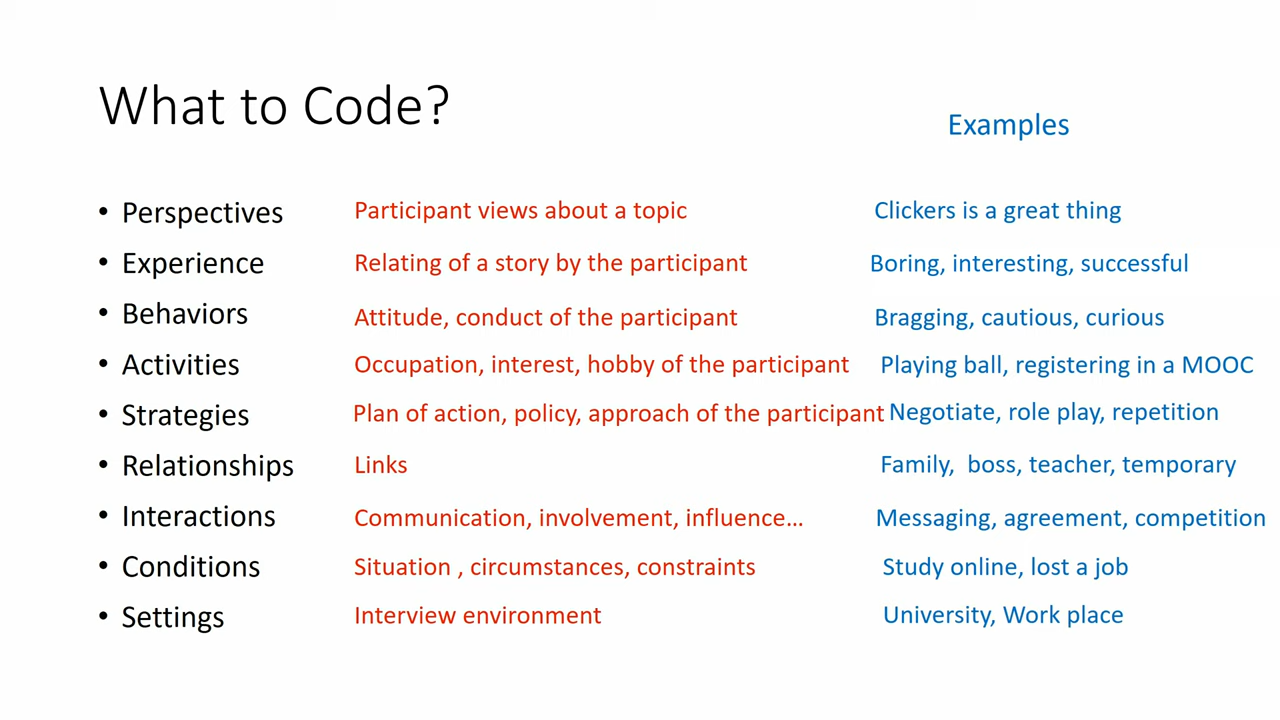 What to Code?
Examples
• Perspectives Participant views about a topic Clickers is a great thing
• Experience Relating of a story by the participant Boring, interesting, successful
• Behaviors Attitude, conduct of the participant Bragging, cautious, curious
• Activities Occupation, interest, hobby of the participant Playing ball, registering in a MOOC
• Strategies Plan of action, policy, approach of the participant Negotiate, role play, repetition
• Relationships Links Family, boss, teacher, temporary
• Interactions Communication, involvement, influence… Messaging, agreement, competition
• Conditions Situation , circumstances, constraints Study online, lost a job
• Settings Interview environment University, Work place